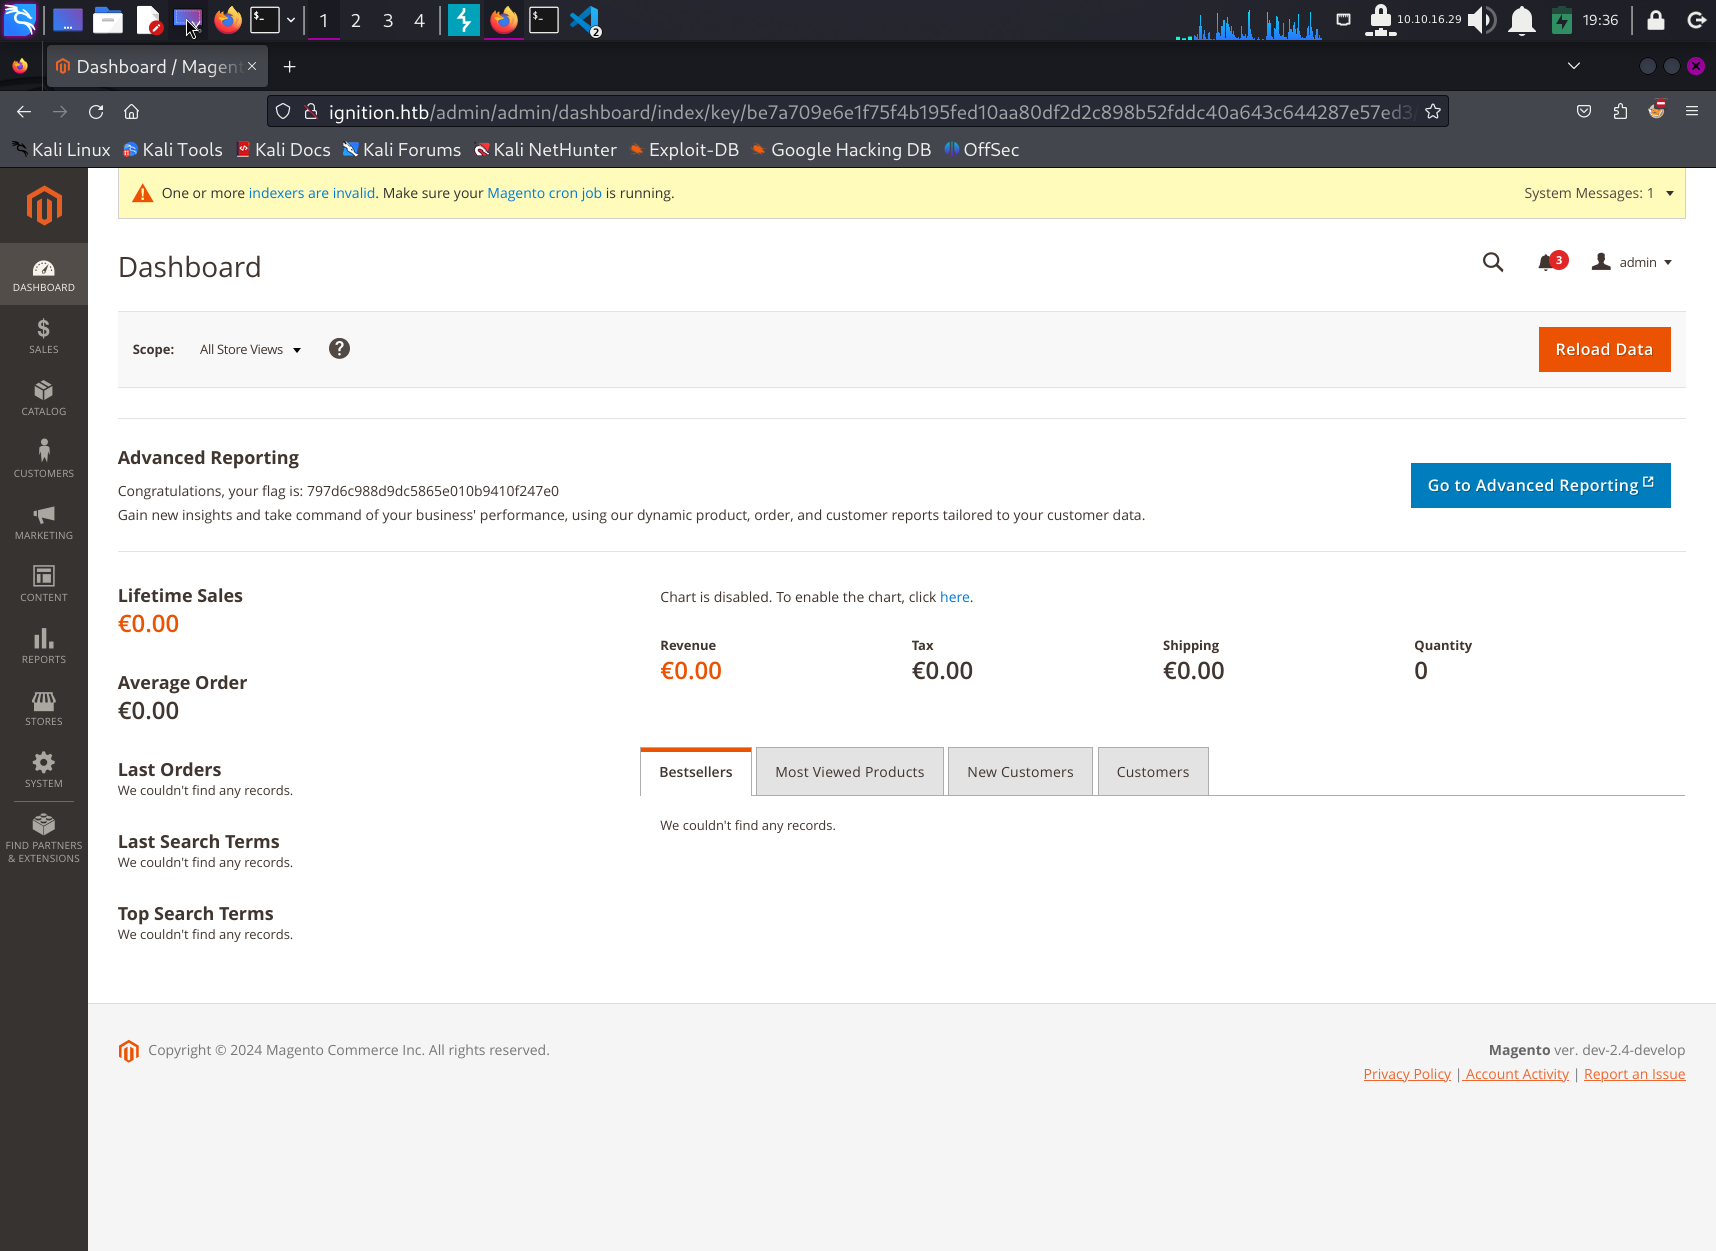 1 2 3 4
2
10.10.16.29
19:36
Dashboard / Magen
ignition.htb/admin/admin/dashboard/index/key/be7a709e6e1f75f4b195fed10aa80df2d2c898b52fddc40a643c644287e57ed3
Kali Linux Kali Tools Kali Docs Kali Forums Kali NetHunter Exploit-DB Google Hacking DB OffSec
One or more indexers are invalid. Make sure your Magento cron job is running.
System Messages: 1
Dashboard
3
admin
DASHBOARD
SALES
CATALOG
CUSTOMERS
MARKETING
CONTENT
REPORTS
STORES
SYSTEM
FIND PARTNERS
& EXTENSIONS
Scope: All Store Views ?
Reload Data
Advanced Reporting
Congratulations, your flag is: 797d6c988d9dc5865e010b9410f247e0
Gain new insights and take command of your business' performance, using our dynamic product, order, and customer reports tailored to your customer data.
Go to Advanced Reporting
Lifetime Sales
€0.00
Average Order
€0.00
Last Orders
We couldn't find any records.
Last Search Terms
We couldn't find any records.
Top Search Terms
We couldn't find any records.
Chart is disabled. To enable the chart, click here.
Revenue Tax Shipping Quantity
€0.00 €0.00 €0.00 0
Bestsellers Most Viewed Products New Customers Customers
We couldn't find any records.
Copyright © 2024 Magento Commerce Inc. All rights reserved.
Magento ver. dev-2.4-develop
Privacy Policy | Account Activity | Report an Issue